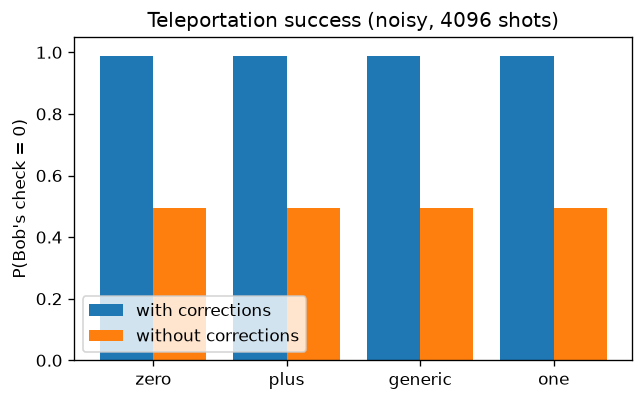 Teleportation success (noisy, 4096 shots)
P(Bob's check = 0)
1.0
0.8
0.6
0.4
0.2
0.0
with corrections
without corrections
zero plus generic one